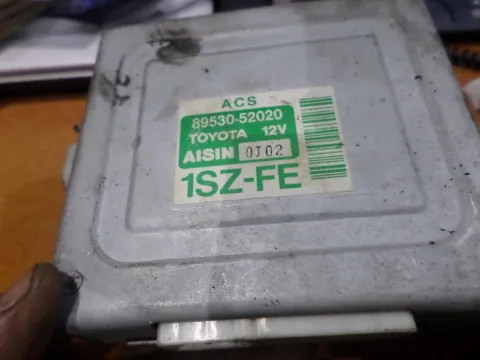 ACS
89530-52020
TOYOTA 12V
AISIN 0J02
1SZ-FE